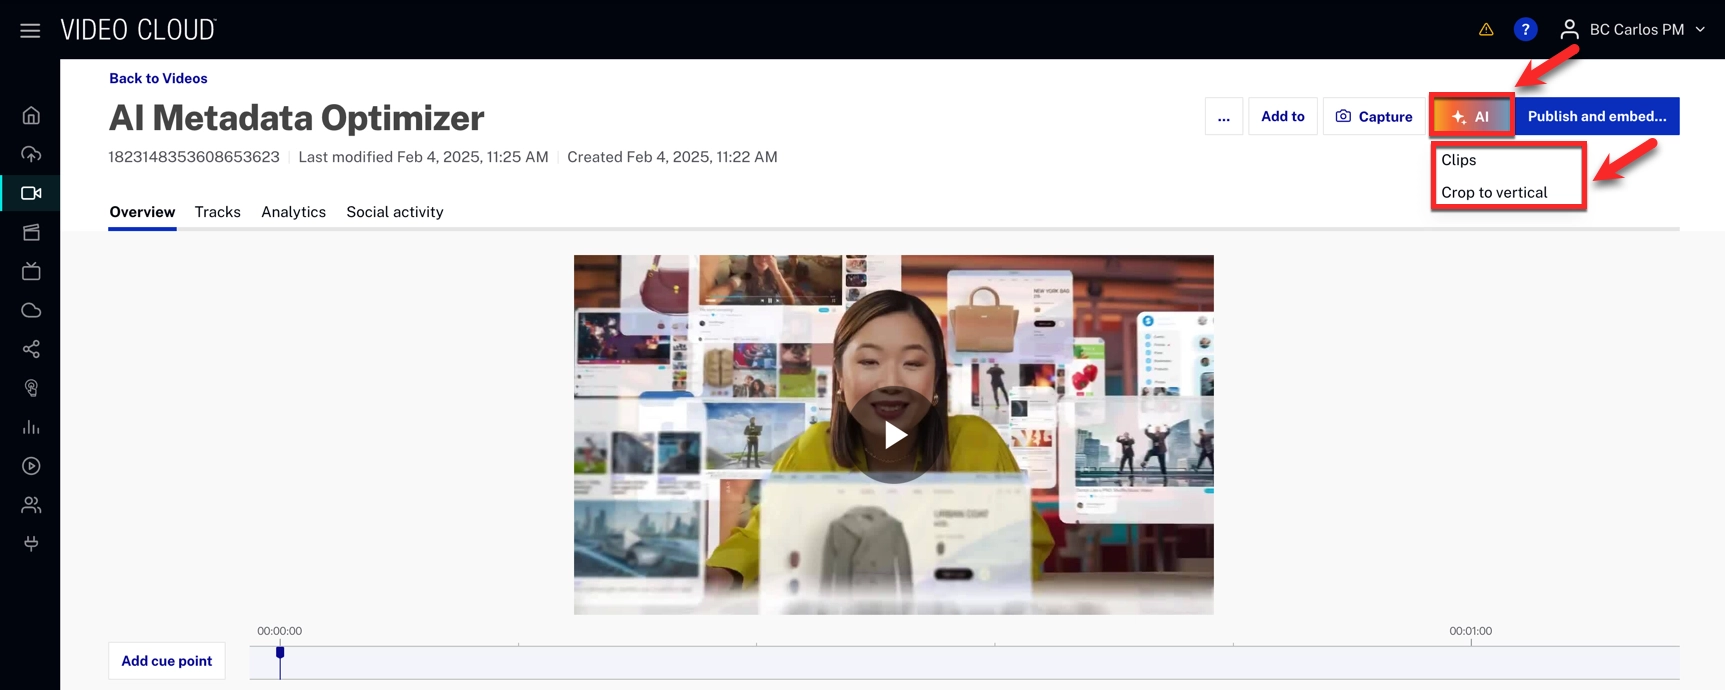 VIDEO CLOUD
?
BC Carlos PM
Back to Videos
AI Metadata Optimizer
1823148353608653623 Last modified Feb 4, 2025, 11:25 AM Created Feb 4, 2025, 11:22 AM
... Add to Capture AI Publish and embed...
Clips
Crop to vertical
Overview Tracks Analytics Social activity
NEW YORK BAG
URBAN COAT
00:00:00 00:01:00
Add cue point